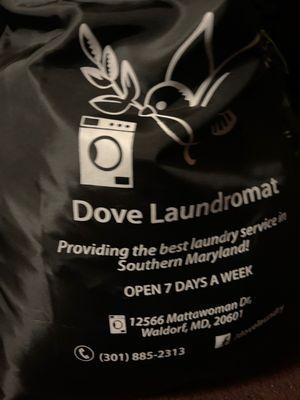 Dove Laundromat
Providing the best laundry service in
Southern Maryland!
OPEN 7 DAYS A WEEK
12566 Mattawoman Dr,
Waldorf, MD, 20601
(301) 885-2313